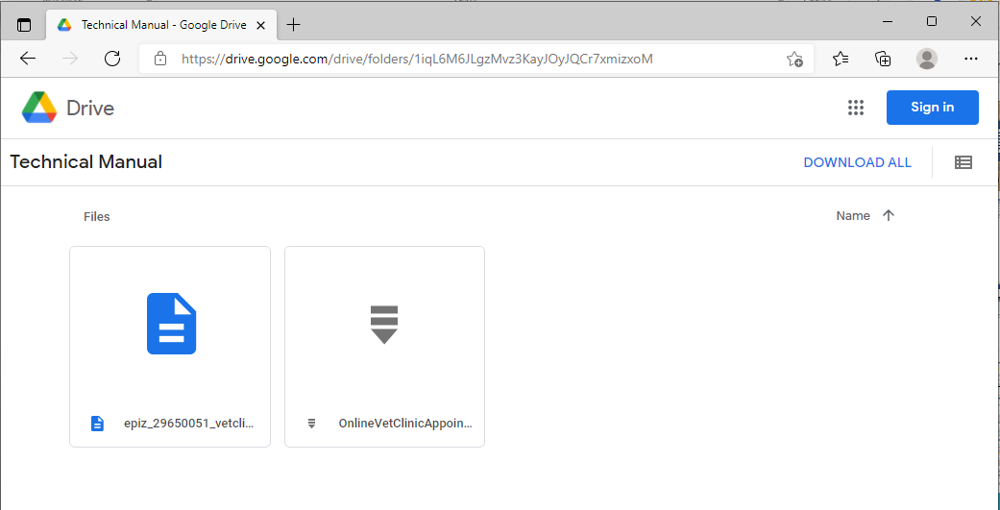 Technical Manual - Google Drive
https://drive.google.com/drive/folders/1iqL6M6JLgzMvz3KayJOyJQCr7xmizxoM
Drive
Sign in
Technical Manual
DOWNLOAD ALL
Files
Name
epiz_29650051_vetcli...
OnlineVetClinicAppoin...